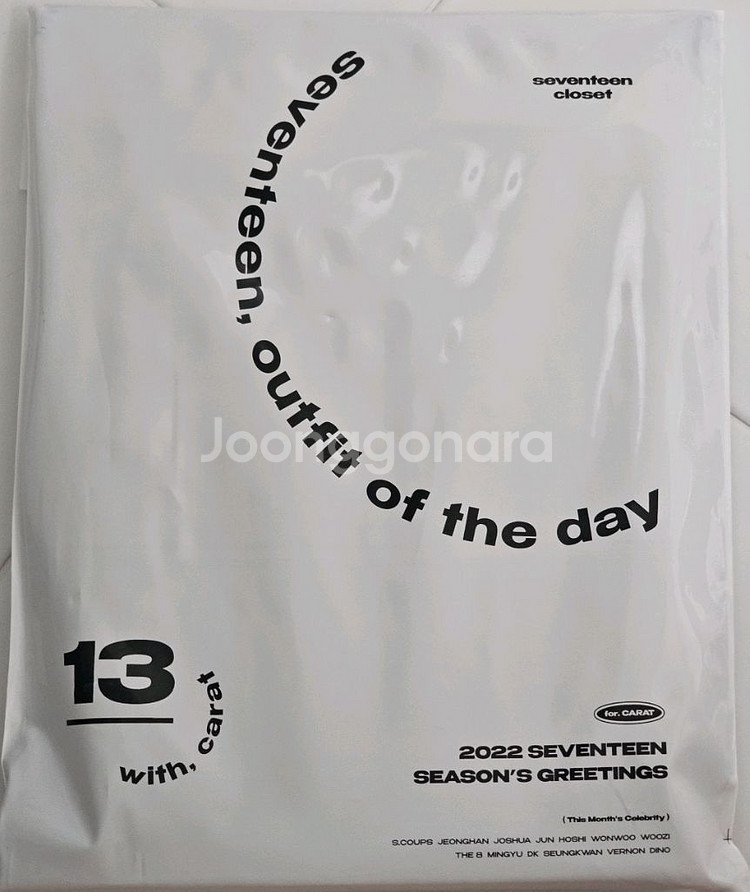 seventeen
closet
seventeen, outfit of the day
Joonggonara
13
with, carat
for. CARAT
2022 SEVENTEEN
SEASON'S GREETINGS
( This Month's Celebrity )
S.COUPS JEONGHAN JOSHUA JUN HOSHI WONWOO WOOZI
THE 8 MINGYU DK SEUNGKWAN VERNON DINO